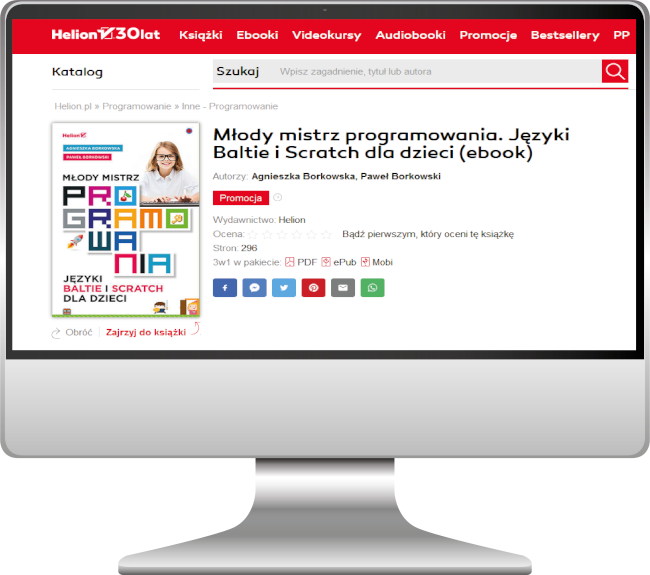 Helion 30lat Książki Ebooki Videokursy Audiobooki Promocje Bestsellery PP
Katalog
Szukaj Wpisz zagadnienie, tytuł lub autora
Helion.pl » Programowanie » Inne - Programowanie
Helion
AGNIESZKA BORKOWSKA
PAWEŁ BORKOWSKI
MŁODY MISTRZ
PROGRAMOWANIA
JĘZYKI
BALTIE I SCRATCH
DLA DZIECI
Obróć | Zajrzyj do książki
Młody mistrz programowania. Języki
Baltie i Scratch dla dzieci (ebook)
Autorzy: Agnieszka Borkowska, Paweł Borkowski
Promocja
Wydawnictwo: Helion
Ocena: Bądź pierwszym, który oceni tę książkę
Stron: 296
3w1 w pakiecie: PDF ePub Mobi